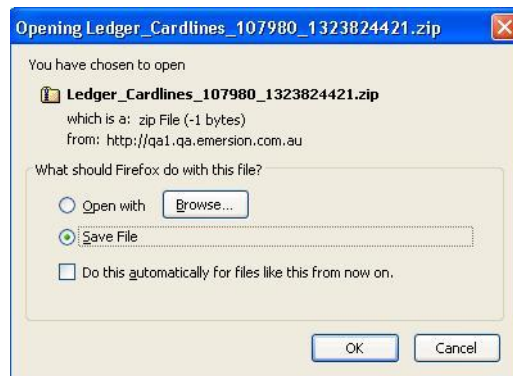 Opening Ledger_Cardlines_107980_1323824421.zip
You have chosen to open
Ledger_Cardlines_107980_1323824421.zip
which is a: zip File (-1 bytes)
from: http://qa1.qa.emersion.com.au
What should Firefox do with this file?
Open with Browse...
Save File
Do this automatically for files like this from now on.
OK Cancel